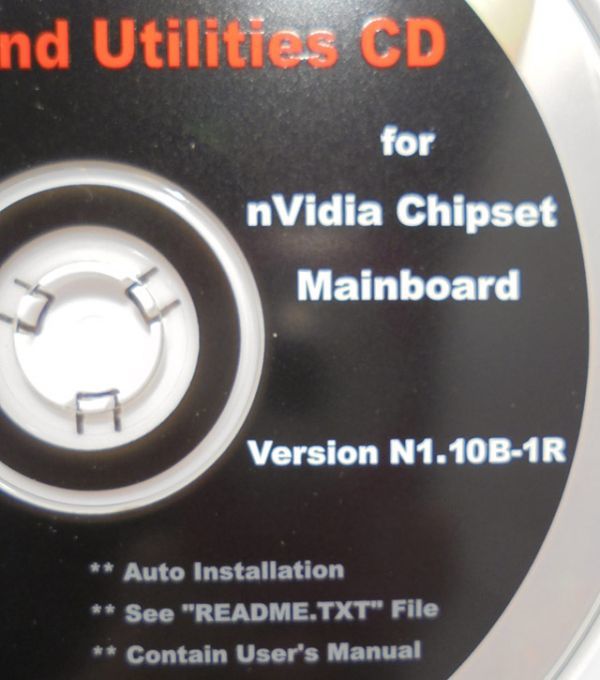 nd Utilities CD
for
nVidia Chipset
Mainboard
Version N1.10B-1R
** Auto Installation
** See "README.TXT" File
** Contain User's Manual